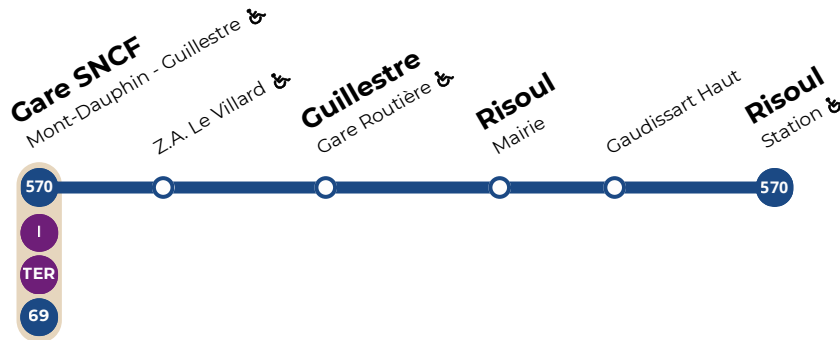 Gare SNCF
Mont-Dauphin - Guillestre
Z.A. Le Villard
Guillestre
Gare Routière
Risoul
Mairie
Gaudissart Haut
Risoul
Station
570
570
I
TER
69